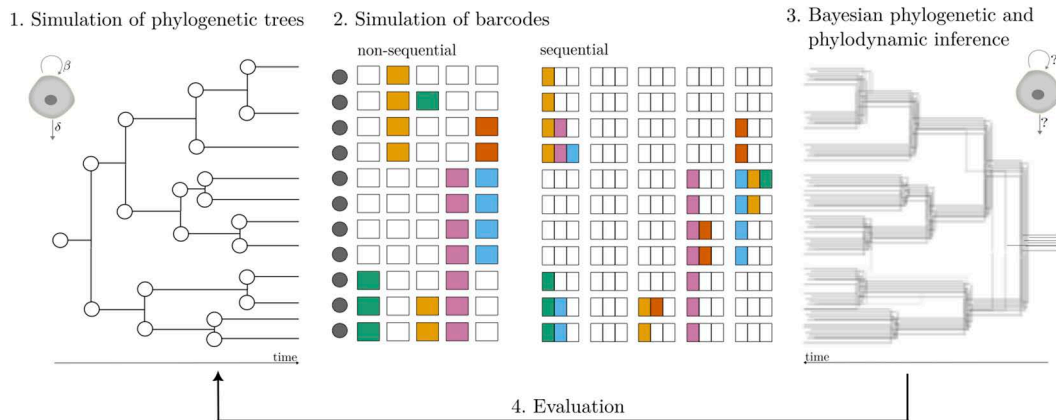 1. Simulation of phylogenetic trees
2. Simulation of barcodes
3. Bayesian phylogenetic and
phylodynamic inference
non-sequential
sequential
β
δ
?
?
time
time
4. Evaluation